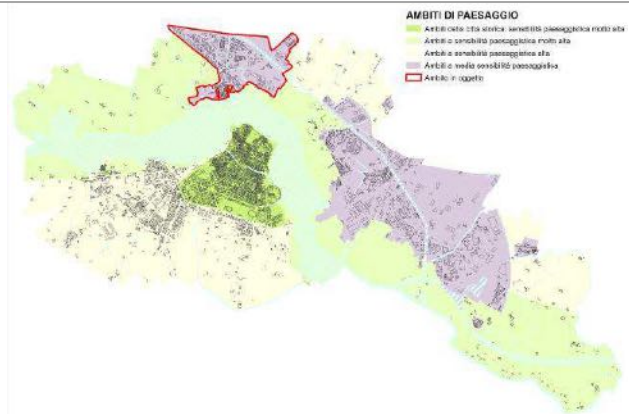 AMBITI DI PAESAGGIO
Ambiti della città storica: sensibilità paesaggistica molto alta
Ambiti a sensibilità paesaggistica molto alta
Ambiti a sensibilità paesaggistica alta
Ambiti a media sensibilità paesaggistica
Ambito in oggetto